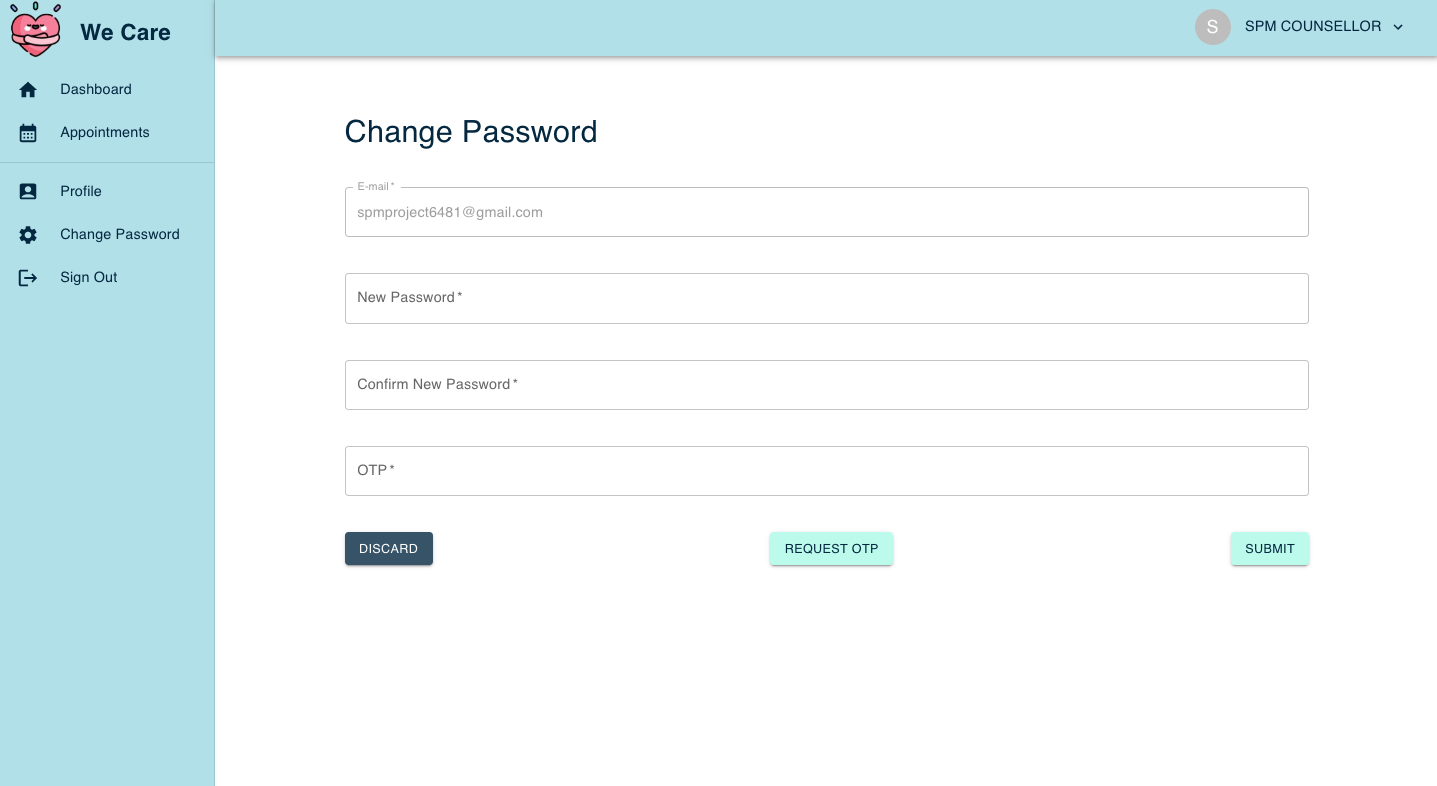 We Care
S
SPM COUNSELLOR
Dashboard
Appointments
Profile
Change Password
Sign Out
Change Password
E-mail *
spmproject6481@gmail.com
New Password *
Confirm New Password *
OTP *
DISCARD
REQUEST OTP
SUBMIT